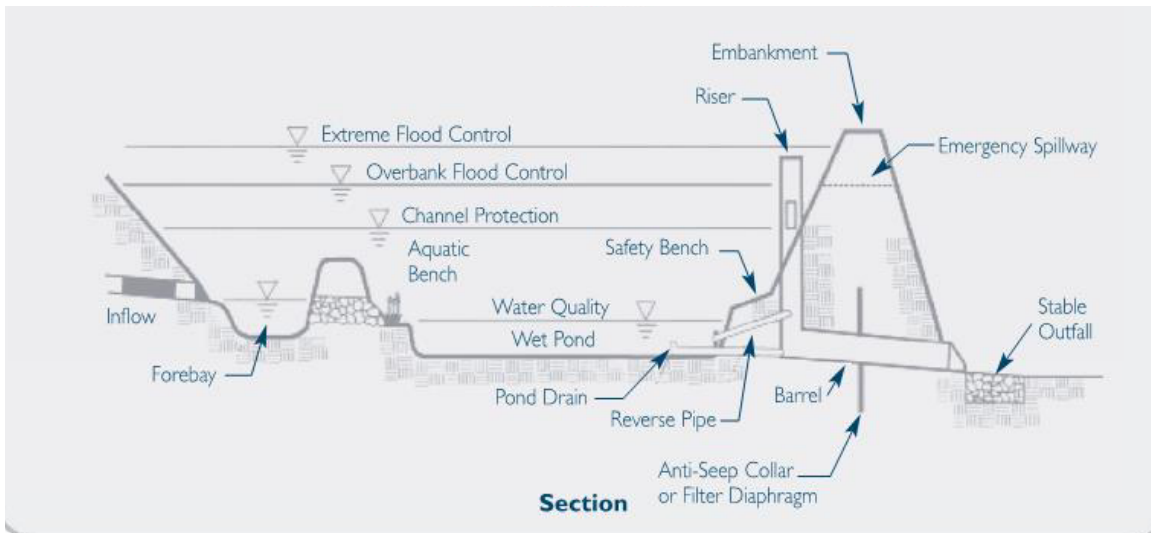 Embankment
Riser
Extreme Flood Control
Emergency Spillway
Overbank Flood Control
Channel Protection
Aquatic
Bench
Safety Bench
Water Quality
Inflow
Stable
Outfall
Wet Pond
Forebay
Pond Drain
Barrel
Reverse Pipe
Anti-Seep Collar
or Filter Diaphragm
Section